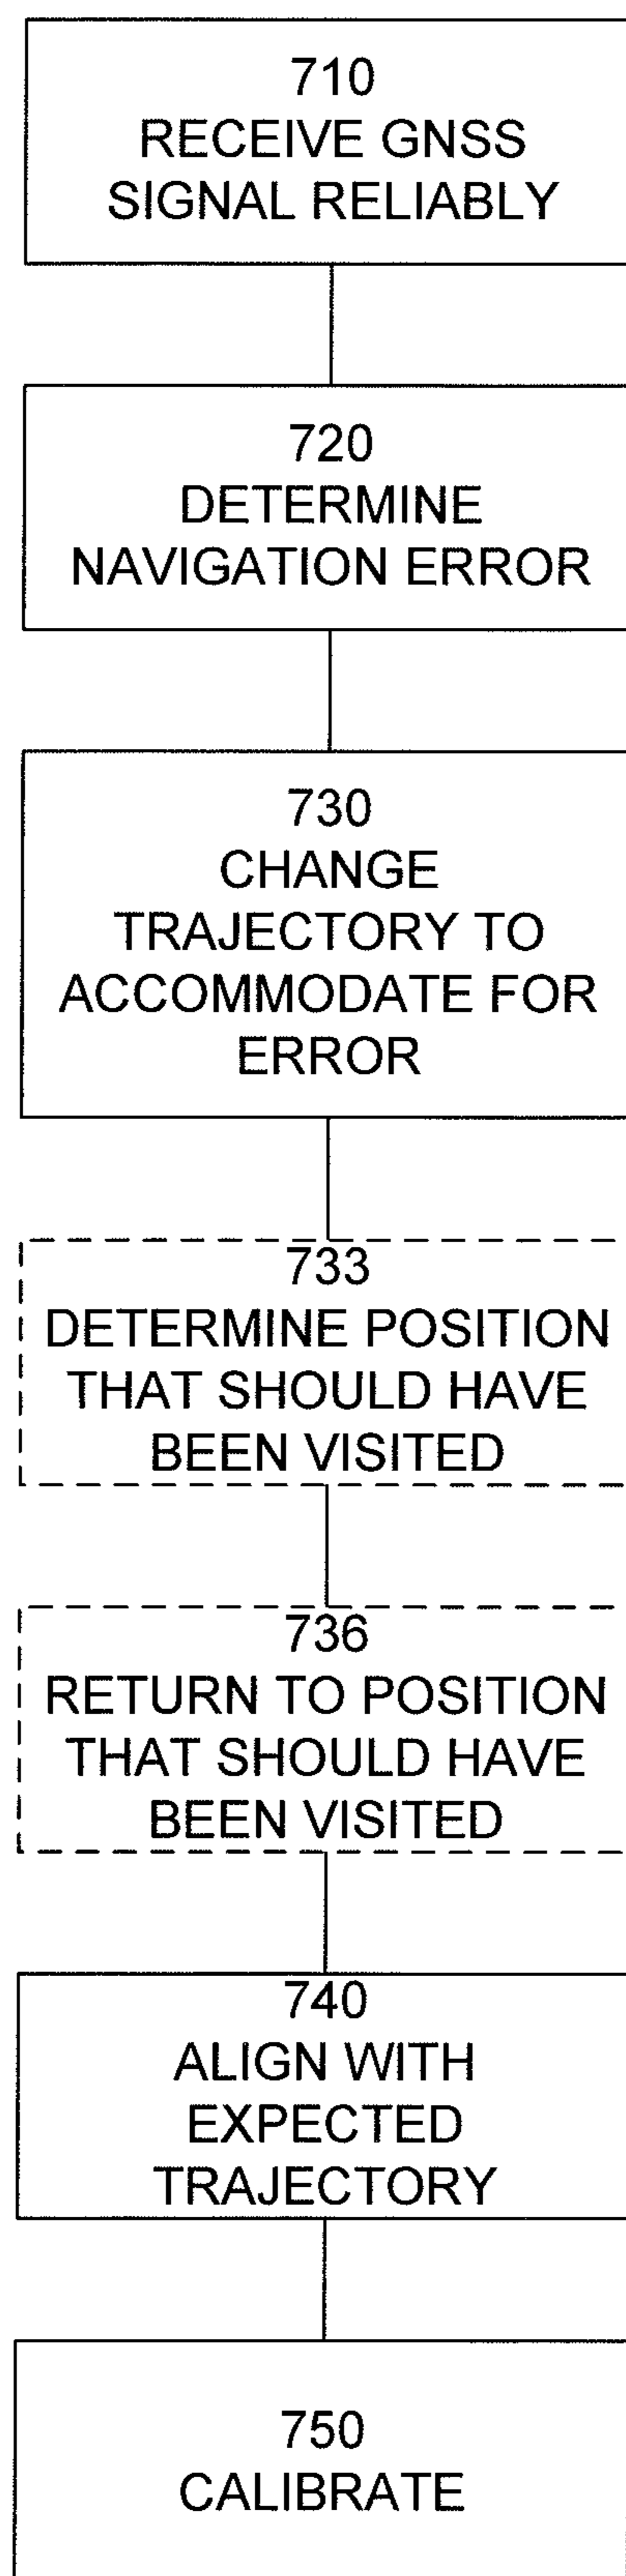 710
RECEIVE GNSS
SIGNAL RELIABLY
720
DETERMINE
NAVIGATION ERROR
730
CHANGE
TRAJECTORY TO
ACCOMMODATE FOR
ERROR
733
DETERMINE POSITION
THAT SHOULD HAVE
BEEN VISITED
736
RETURN TO POSITION
THAT SHOULD HAVE
BEEN VISITED
740
ALIGN WITH
EXPECTED
TRAJECTORY
750
CALIBRATE